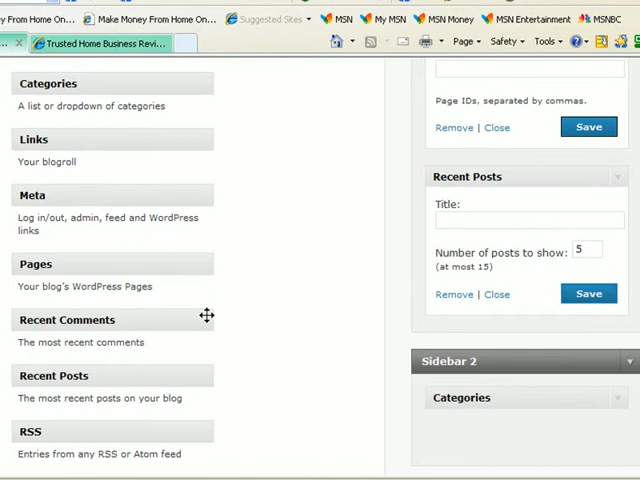 ey From Home On...
Make Money From Home On...
Suggested Sites
MSN
My MSN
MSN Money
MSN Entertainment
MSNBC
Trusted Home Business Revi...
Page
Safety
Tools
Categories
A list or dropdown of categories
Links
Your blogroll
Meta
Log in/out, admin, feed and WordPress
links
Pages
Your blog's WordPress Pages
Recent Comments
The most recent comments
Recent Posts
The most recent posts on your blog
RSS
Entries from any RSS or Atom feed
Page IDs, separated by commas.
Remove | Close
Save
Recent Posts
Title:
Number of posts to show: 5
(at most 15)
Remove | Close
Save
Sidebar 2
Categories